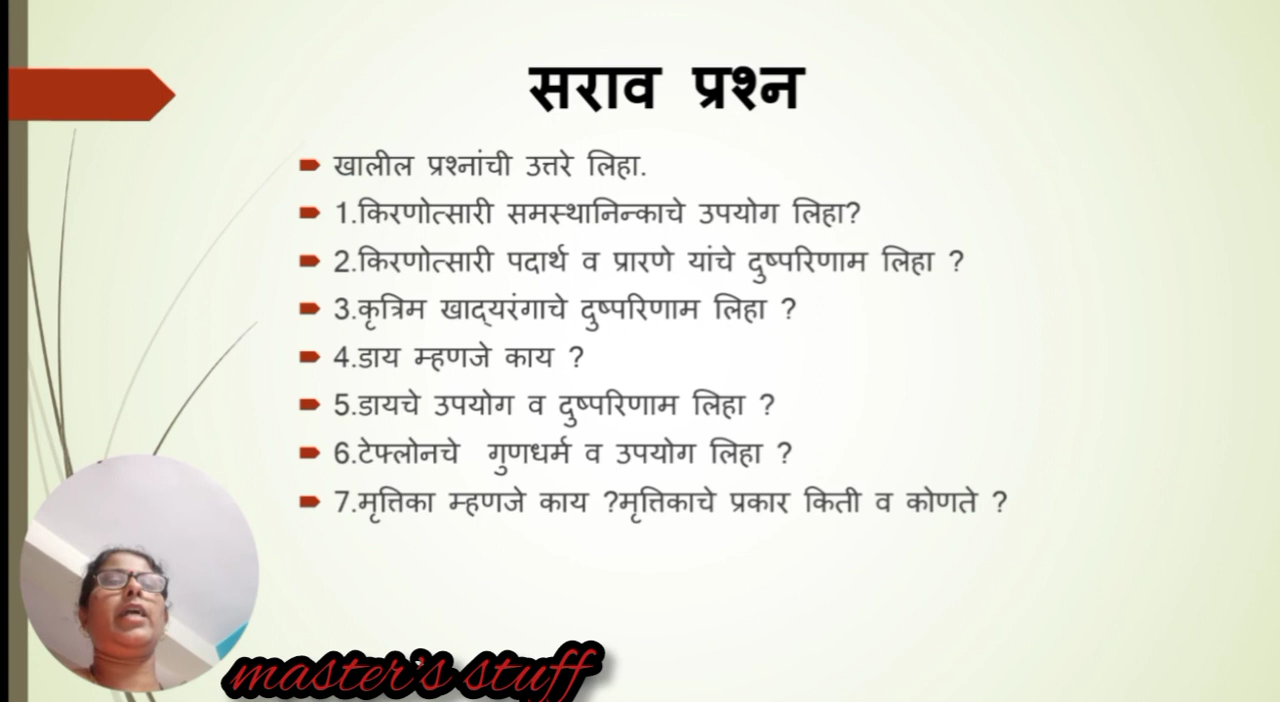 सराव प्रश्न
खालील प्रश्नांची उत्तरे लिहा.
1.किरणोत्सारी समस्थानिन्काचे उपयोग लिहा?
2.किरणोत्सारी पदार्थ व प्रारणे यांचे दुष्परिणाम लिहा ?
3.कृत्रिम खाद्यरंगाचे दुष्परिणाम लिहा ?
4.डाय म्हणजे काय ?
5.डायचे उपयोग व दुष्परिणाम लिहा ?
6.टेफ्लोनचे गुणधर्म व उपयोग लिहा ?
7.मृत्तिका म्हणजे काय ?मृत्तिकाचे प्रकार किती व कोणते ?
master's stuff